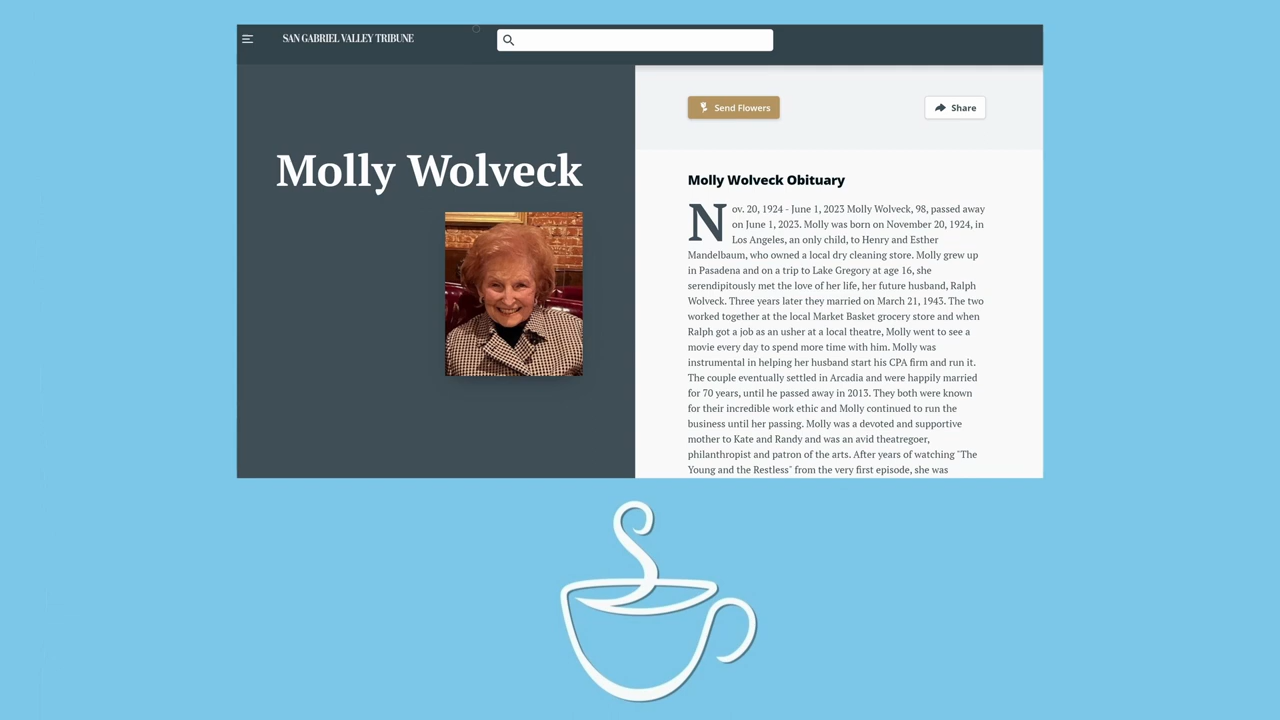 SAN GABRIEL VALLEY TRIBUNE
Send Flowers
Share
Molly Wolveck
Molly Wolveck Obituary
Nov. 20, 1924 - June 1, 2023 Molly Wolveck, 98, passed away
on June 1, 2023. Molly was born on November 20, 1924, in
Los Angeles, an only child, to Henry and Esther
Mandelbaum, who owned a local dry cleaning store. Molly grew up
in Pasadena and on a trip to Lake Gregory at age 16, she
serendipitously met the love of her life, her future husband, Ralph
Wolveck. Three years later they married on March 21, 1943. The two
worked together at the local Market Basket grocery store and when
Ralph got a job as an usher at a local theatre, Molly went to see a
movie every day to spend more time with him. Molly was
instrumental in helping her husband start his CPA firm and run it.
The couple eventually settled in Arcadia and were happily married
for 70 years, until he passed away in 2013. They both were known
for their incredible work ethic and Molly continued to run the
business until her passing. Molly was a devoted and supportive
mother to Kate and Randy and was an avid theatregoer,
philanthropist and patron of the arts. After years of watching "The
Young and the Restless" from the very first episode, she was